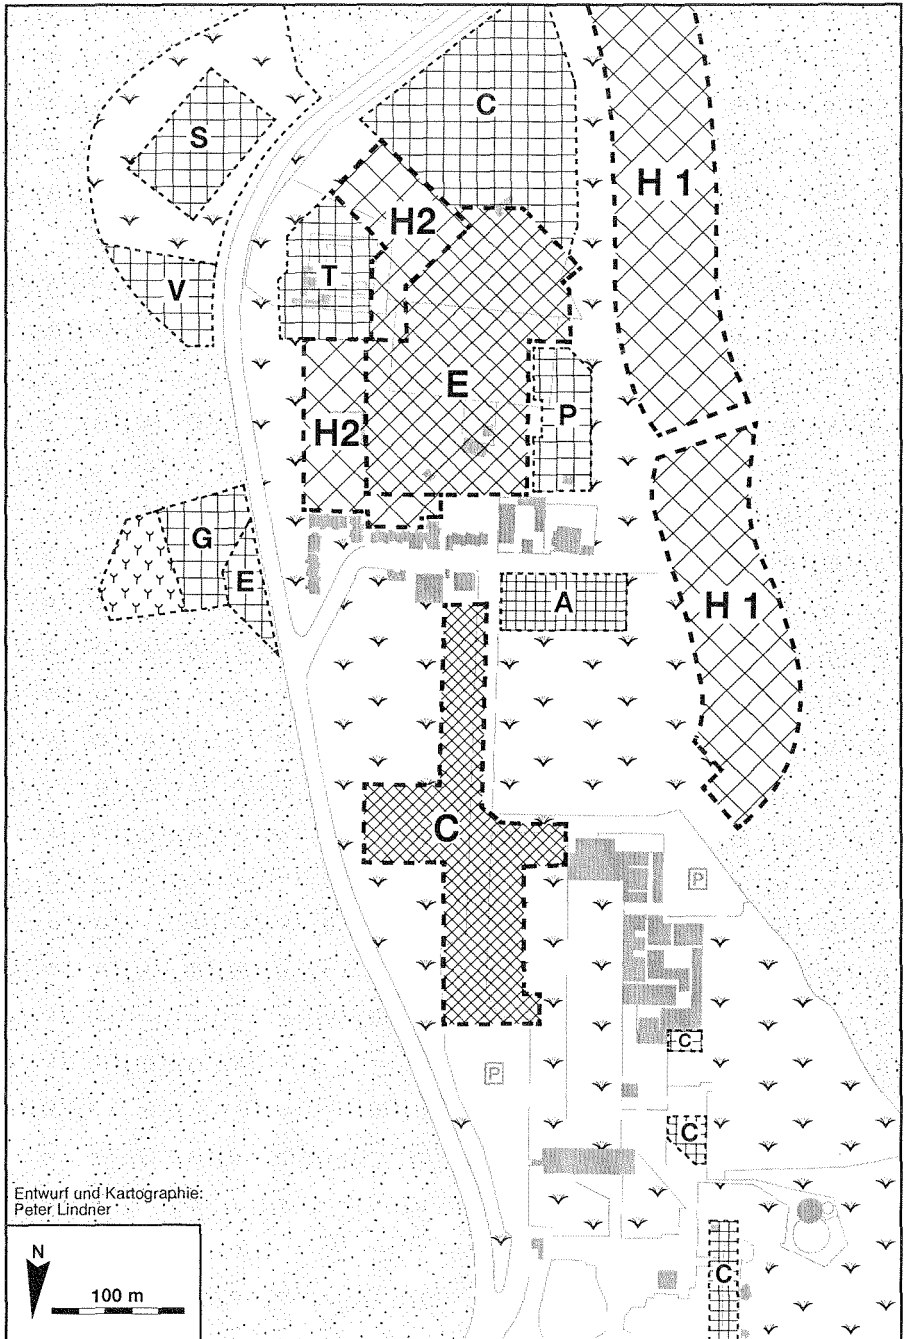 C
S
H 1
H2
T
V
E
P
H2
G
E
A
H 1
C
P
C
P
C
Entwurf und Kartographie:
Peter Lindner
N
100 m
C